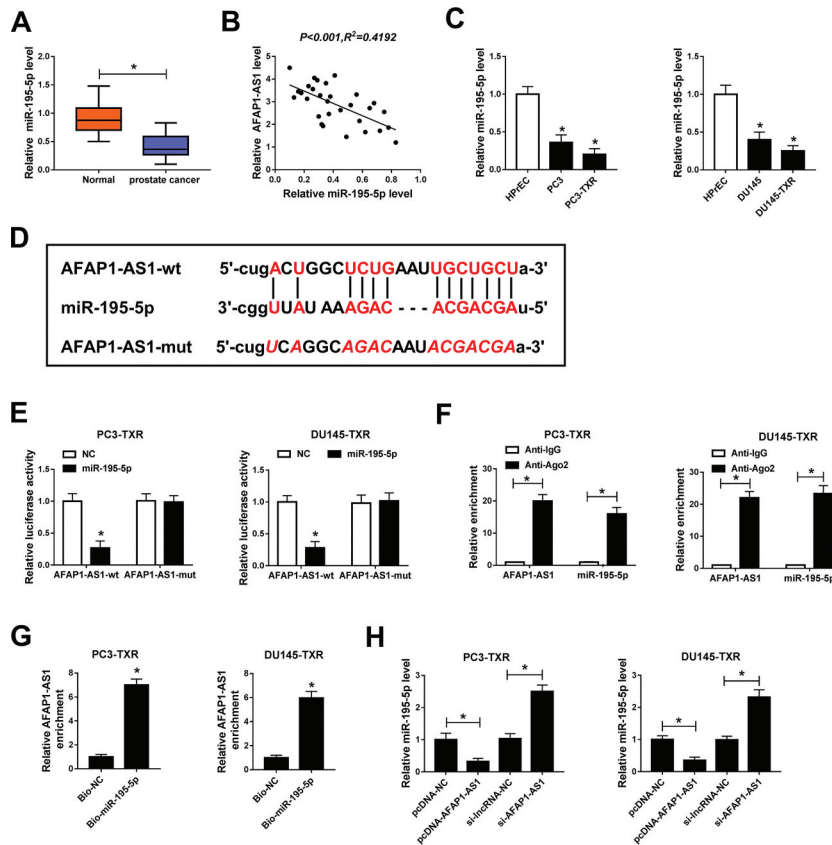 A
Relative miR-195-5p level
2.0
1.5
1.0
0.5
0.0
*
Normal
prostate cancer
B
P<0.001,R²=0.4192
Relative AFAP1-AS1 level
5
4
3
2
1
0
0.0 0.2 0.4 0.6 0.8 1.0
Relative miR-195-5p level
C
Relative miR-195-5p level
1.5
1.0
0.5
0.0
* *
HPrEC
PC3
PC3-TXR
Relative miR-195-5p level
1.5
1.0
0.5
0.0
* *
HPrEC
DU145
DU145-TXR
D
AFAP1-AS1-wt 5'-cugACUGGCUCUGAAUUGCUGCUa-3'
miR-195-5p 3'-cggUUAUAAAGAC---ACGACGAu-5'
AFAP1-AS1-mut 5'-cugUCAGGCAGACAAUACGACGAa-3'
E
PC3-TXR
NC
miR-195-5p
Relative luciferase activity
1.5
1.0
0.5
0.0
*
AFAP1-AS1-wt AFAP1-AS1-mut
DU145-TXR
NC miR-195-5p
Relative luciferase activity
1.5
1.0
0.5
0.0
*
AFAP1-AS1-wt AFAP1-AS1-mut
F
PC3-TXR
Anti-IgG
Anti-Ago2
Relative enrichment
30
20
10
0
* *
AFAP1-AS1 miR-195-5p
DU145-TXR
Anti-IgG
Anti-Ago2
Relative enrichment
30
20
10
0
* *
AFAP1-AS1 miR-195-5p
G
PC3-TXR
Relative AFAP1-AS1
enrichment
8
6
4
2
0
*
Bio-NC
Bio-miR-195-5p
DU145-TXR
Relative AFAP1-AS1
enrichment
8
6
4
2
0
*
Bio-NC
Bio-miR-195-5p
H
PC3-TXR
Relative miR-195-5p level
4
3
2
1
0
* *
pcDNA-NC
pcDNA-AFAP1-AS1
si-lncRNA-NC
si-AFAP1-AS1
DU145-TXR
Relative miR-195-5p level
3
2
1
0
* *
pcDNA-NC
pcDNA-AFAP1-AS1
si-lncRNA-NC
si-AFAP1-AS1